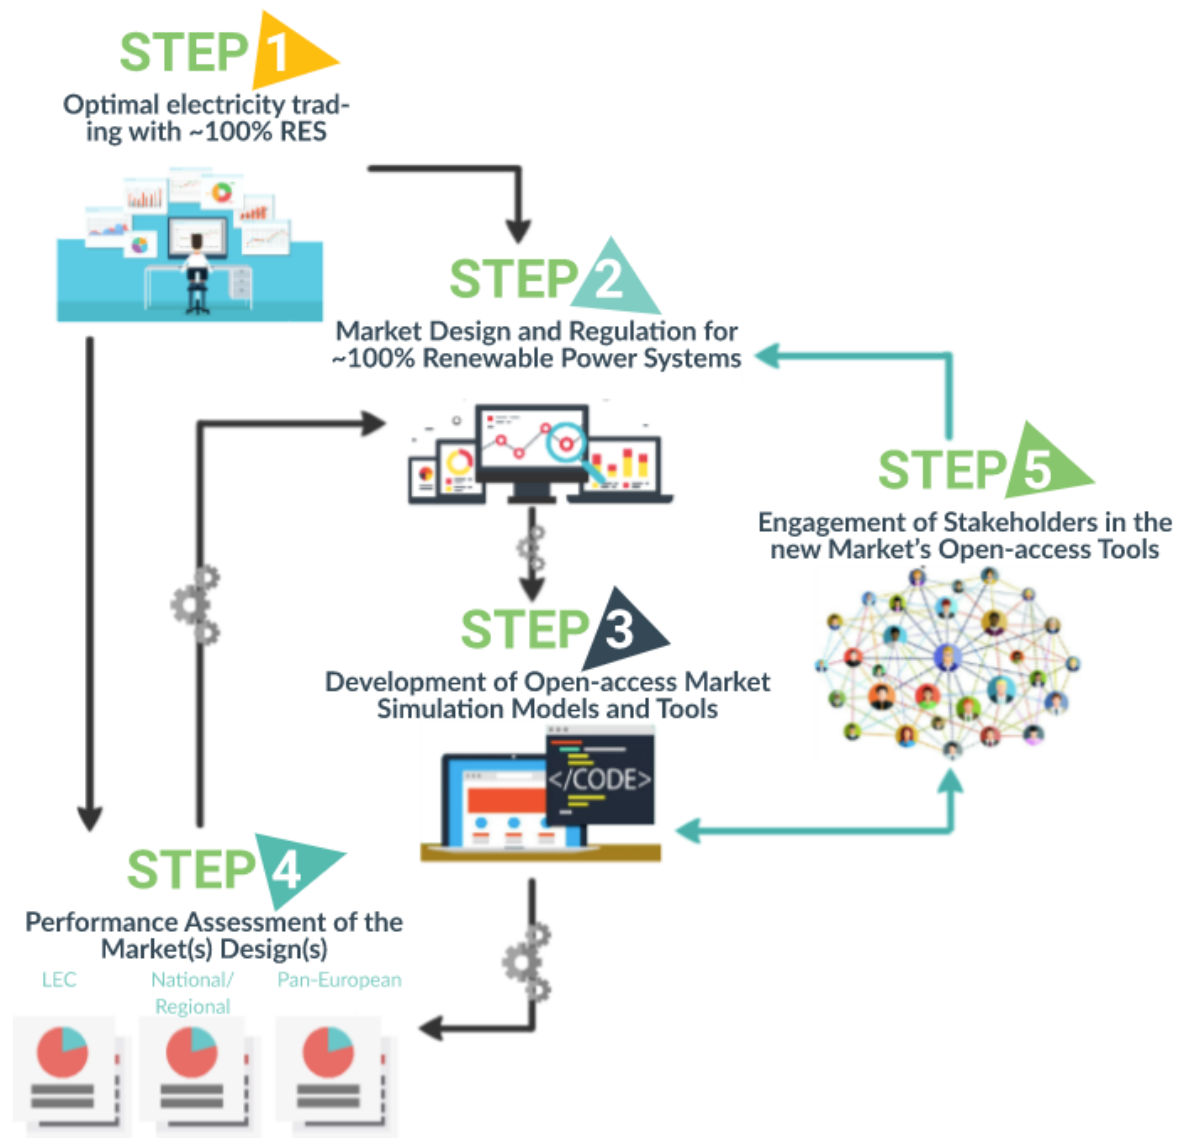 STEP 1
Optimal electricity trad-
ing with ~100% RES
STEP 2
Market Design and Regulation for
~100% Renewable Power Systems
STEP 3
Development of Open-access Market
Simulation Models and Tools
</CODE>
STEP 4
Performance Assessment of the
Market(s) Design(s)
LEC
National/
Regional
Pan-European
STEP 5
Engagement of Stakeholders in the
new Market's Open-access Tools